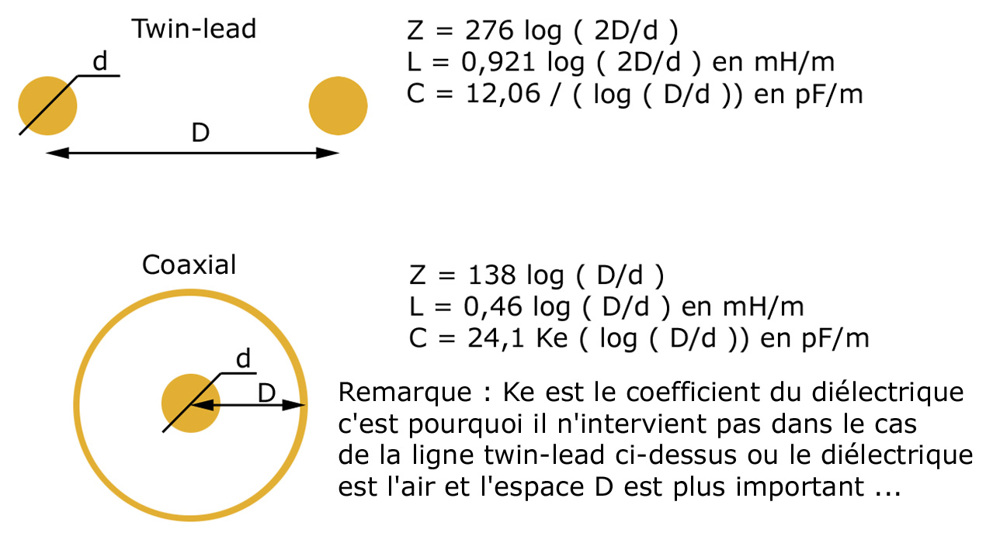 Twin-lead
d
D
Z = 276 log ( 2D/d )
L = 0,921 log ( 2D/d ) en mH/m
C = 12,06 / ( log ( D/d )) en pF/m
Coaxial
d
D
Z = 138 log ( D/d )
L = 0,46 log ( D/d ) en mH/m
C = 24,1 Ke ( log ( D/d )) en pF/m
Remarque : Ke est le coefficient du diélectrique
c'est pourquoi il n'intervient pas dans le cas
de la ligne twin-lead ci-dessus ou le diélectrique
est l'air et l'espace D est plus important ...